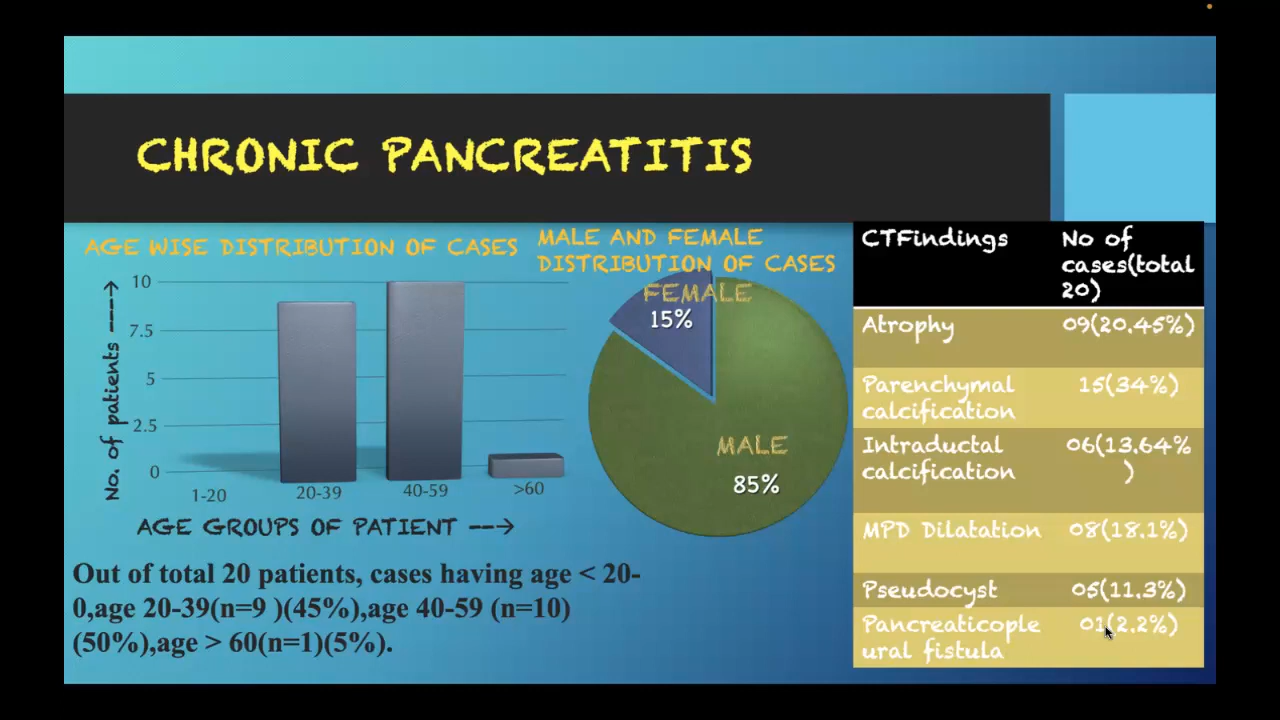 CHRONIC PANCREATITIS
AGE WISE DISTRIBUTION OF CASES
No. of patients ---->
10
7.5
5
2.5
0
1-20
20-39
40-59
>60
AGE GROUPS OF PATIENT -->
MALE AND FEMALE
DISTRIBUTION OF CASES
FEMALE
15%
MALE
85%
Out of total 20 patients, cases having age < 20-
0,age 20-39(n=9 )(45%),age 40-59 (n=10)
(50%),age > 60(n=1)(5%).
CTFindings
No of
cases(total
20)
Atrophy
09(20.45%)
Parenchymal
calcification
15(34%)
Intraductal
calcification
06(13.64%
)
MPD Dilatation
08(18.1%)
Pseudocyst
05(11.3%)
Pancreaticople
ural fistula
01(2.2%)